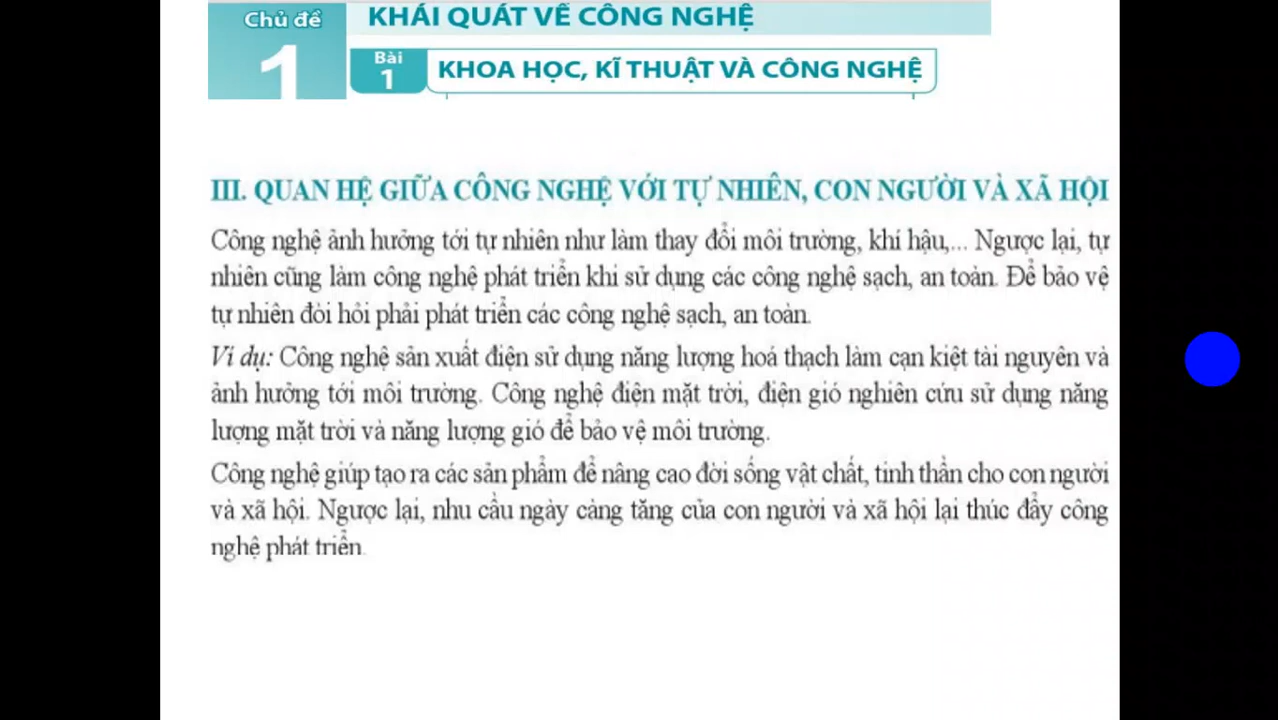 Chủ đề
1
KHÁI QUÁT VỀ CÔNG NGHỆ
Bài
1
KHOA HỌC, KĨ THUẬT VÀ CÔNG NGHỆ
III. QUAN HỆ GIỮA CÔNG NGHỆ VỚI TỰ NHIÊN, CON NGƯỜI VÀ XÃ HỘI
Công nghệ ảnh hưởng tới tự nhiên như làm thay đổi môi trường, khí hậu,... Ngược lại, tự
nhiên cũng làm công nghệ phát triển khi sử dụng các công nghệ sạch, an toàn. Để bảo vệ
tự nhiên đòi hỏi phải phát triển các công nghệ sạch, an toàn.
Ví dụ: Công nghệ sản xuất điện sử dụng năng lượng hoá thạch làm cạn kiệt tài nguyên và
ảnh hưởng tới môi trường. Công nghệ điện mặt trời, điện gió nghiên cứu sử dụng năng
lượng mặt trời và năng lượng gió để bảo vệ môi trường.
Công nghệ giúp tạo ra các sản phẩm để nâng cao đời sống vật chất, tinh thần cho con người
và xã hội. Ngược lại, nhu cầu ngày càng tăng của con người và xã hội lại thúc đẩy công
nghệ phát triển.